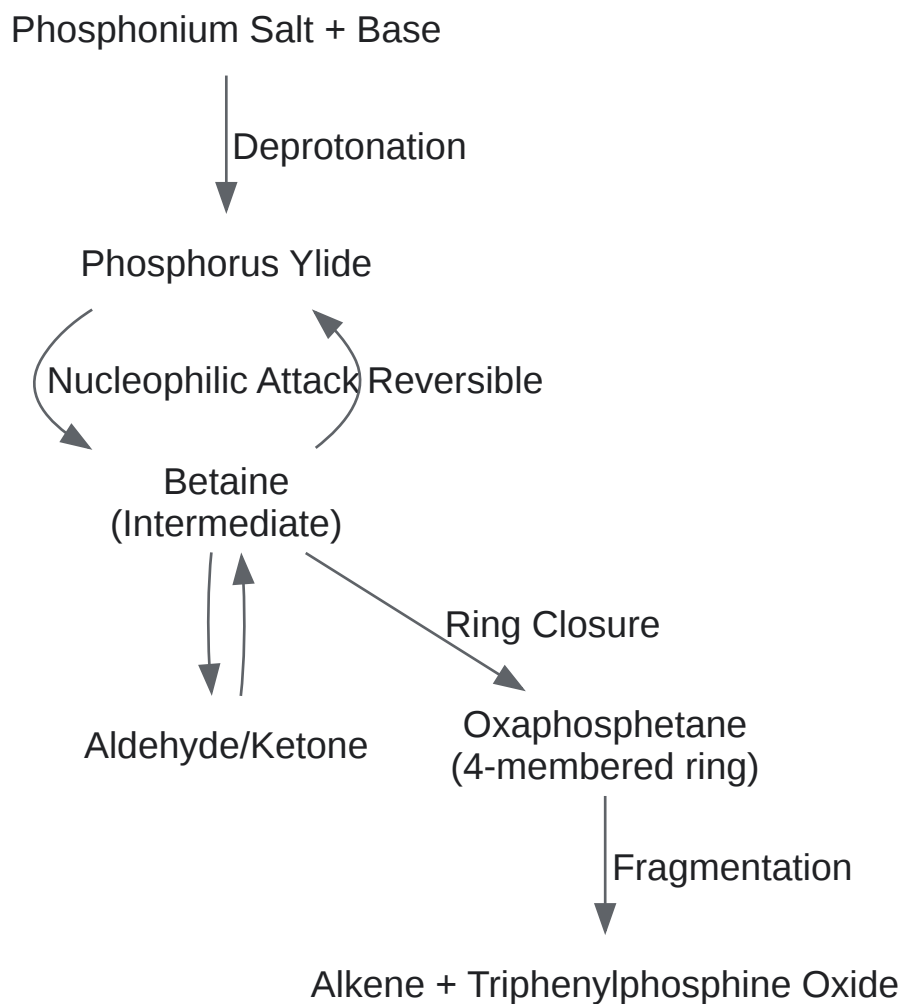 Phosphonium Salt + Base
Deprotonation
Phosphorus Ylide
Nucleophilic Attack
Reversible
Betaine
(Intermediate)
Ring Closure
Aldehyde/Ketone
Oxaphosphetane
(4-membered ring)
Fragmentation
Alkene + Triphenylphosphine Oxide